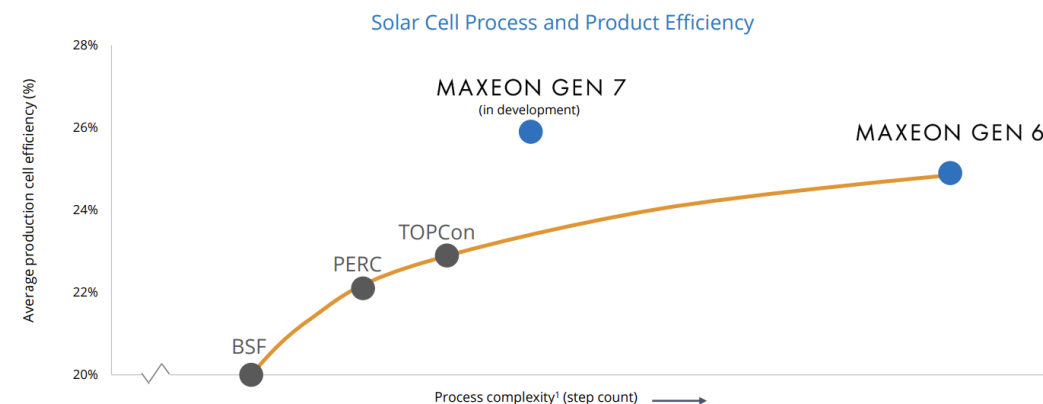 Solar Cell Process and Product Efficiency
28%
26%
24%
22%
20%
Average production cell efficiency (%)
MAXEON GEN 7
(in development)
MAXEON GEN 6
TOPCon
PERC
BSF
Process complexity¹ (step count)